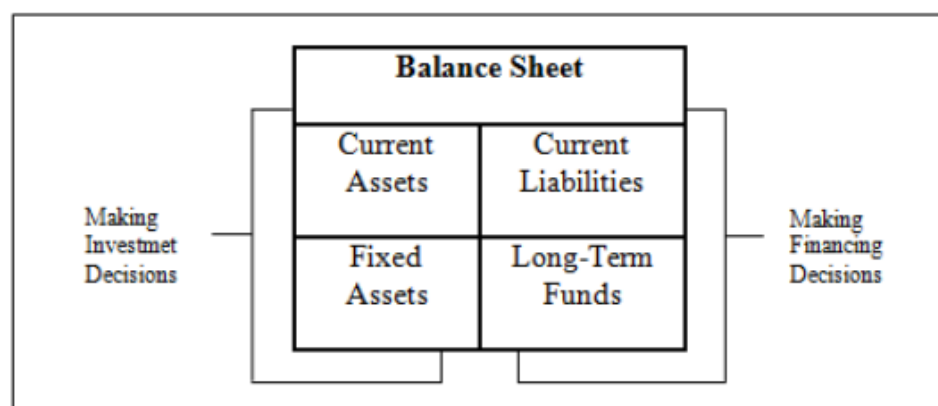 Balance Sheet
Current
Assets
Current
Liabilities
Making
Investmet
Decisions
Making
Financing
Decisions
Fixed
Assets
Long-Term
Funds